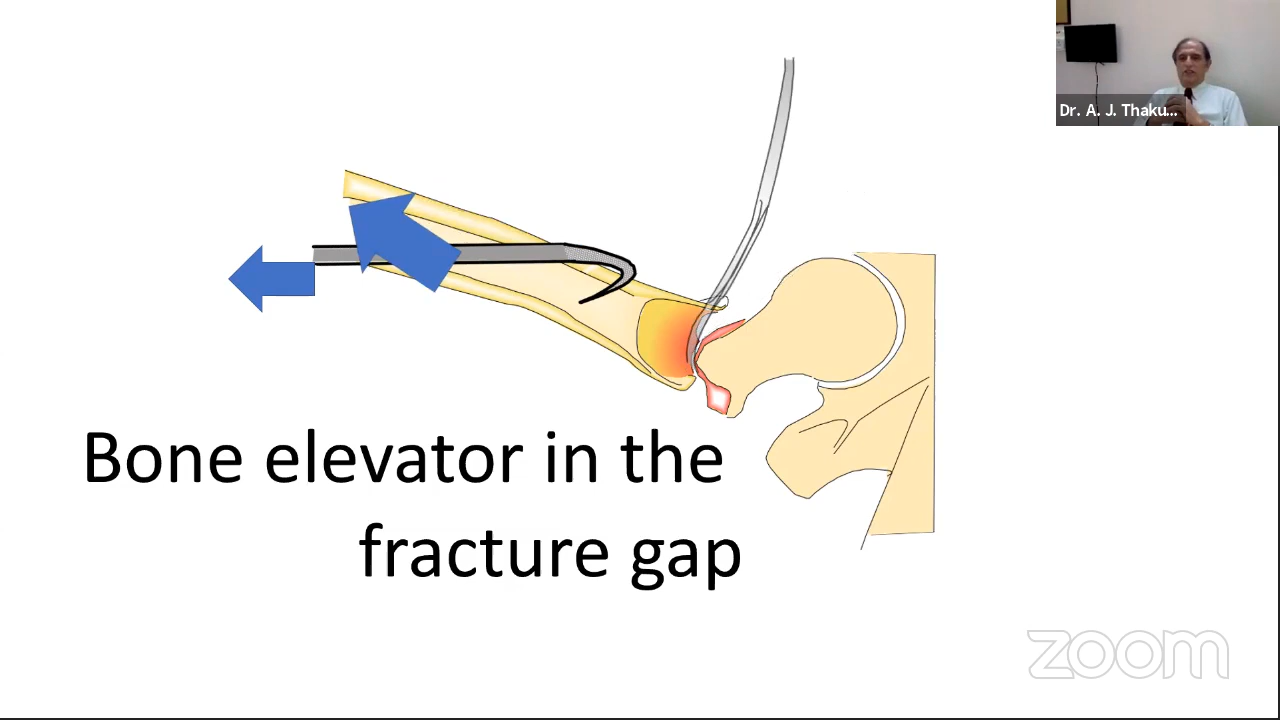 Dr. A. J. Thaku...
Bone elevator in the
fracture gap
zoom